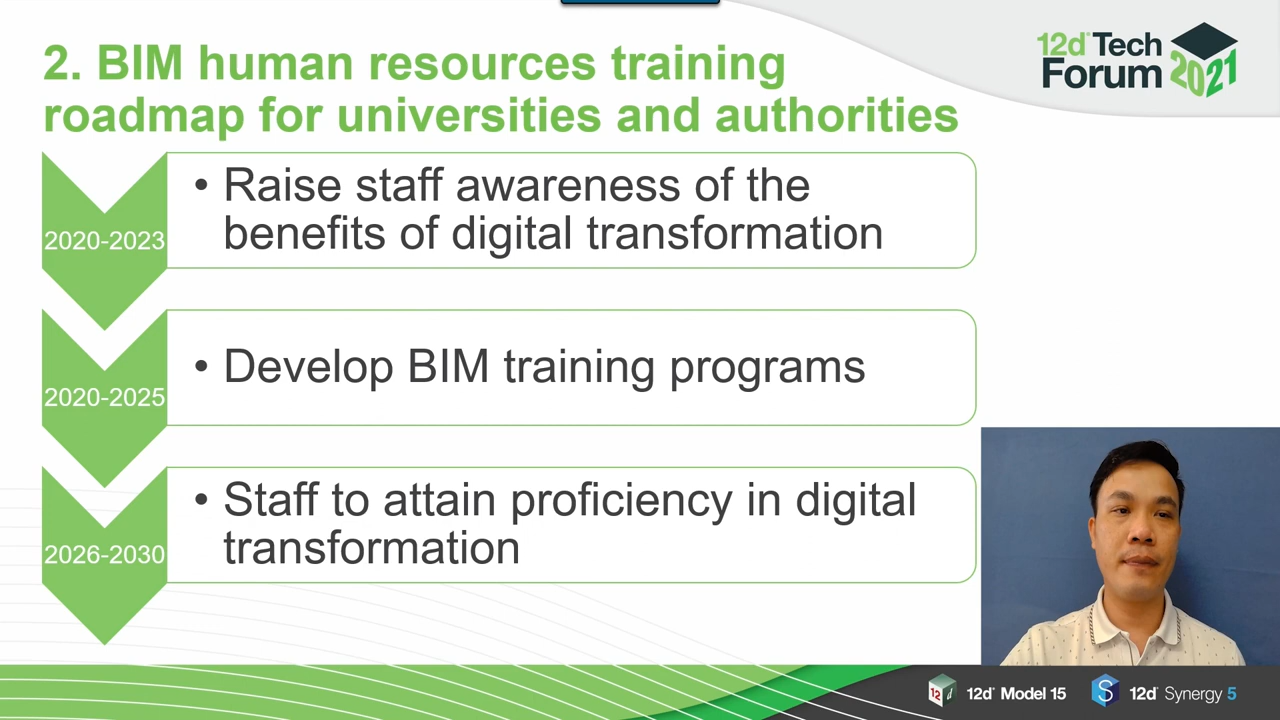 2. BIM human resources training
roadmap for universities and authorities
12d Tech
Forum 2021
2020-2023
• Raise staff awareness of the
benefits of digital transformation
2020-2025
• Develop BIM training programs
2026-2030
• Staff to attain proficiency in digital
transformation
12d Model 15
12d Synergy 5